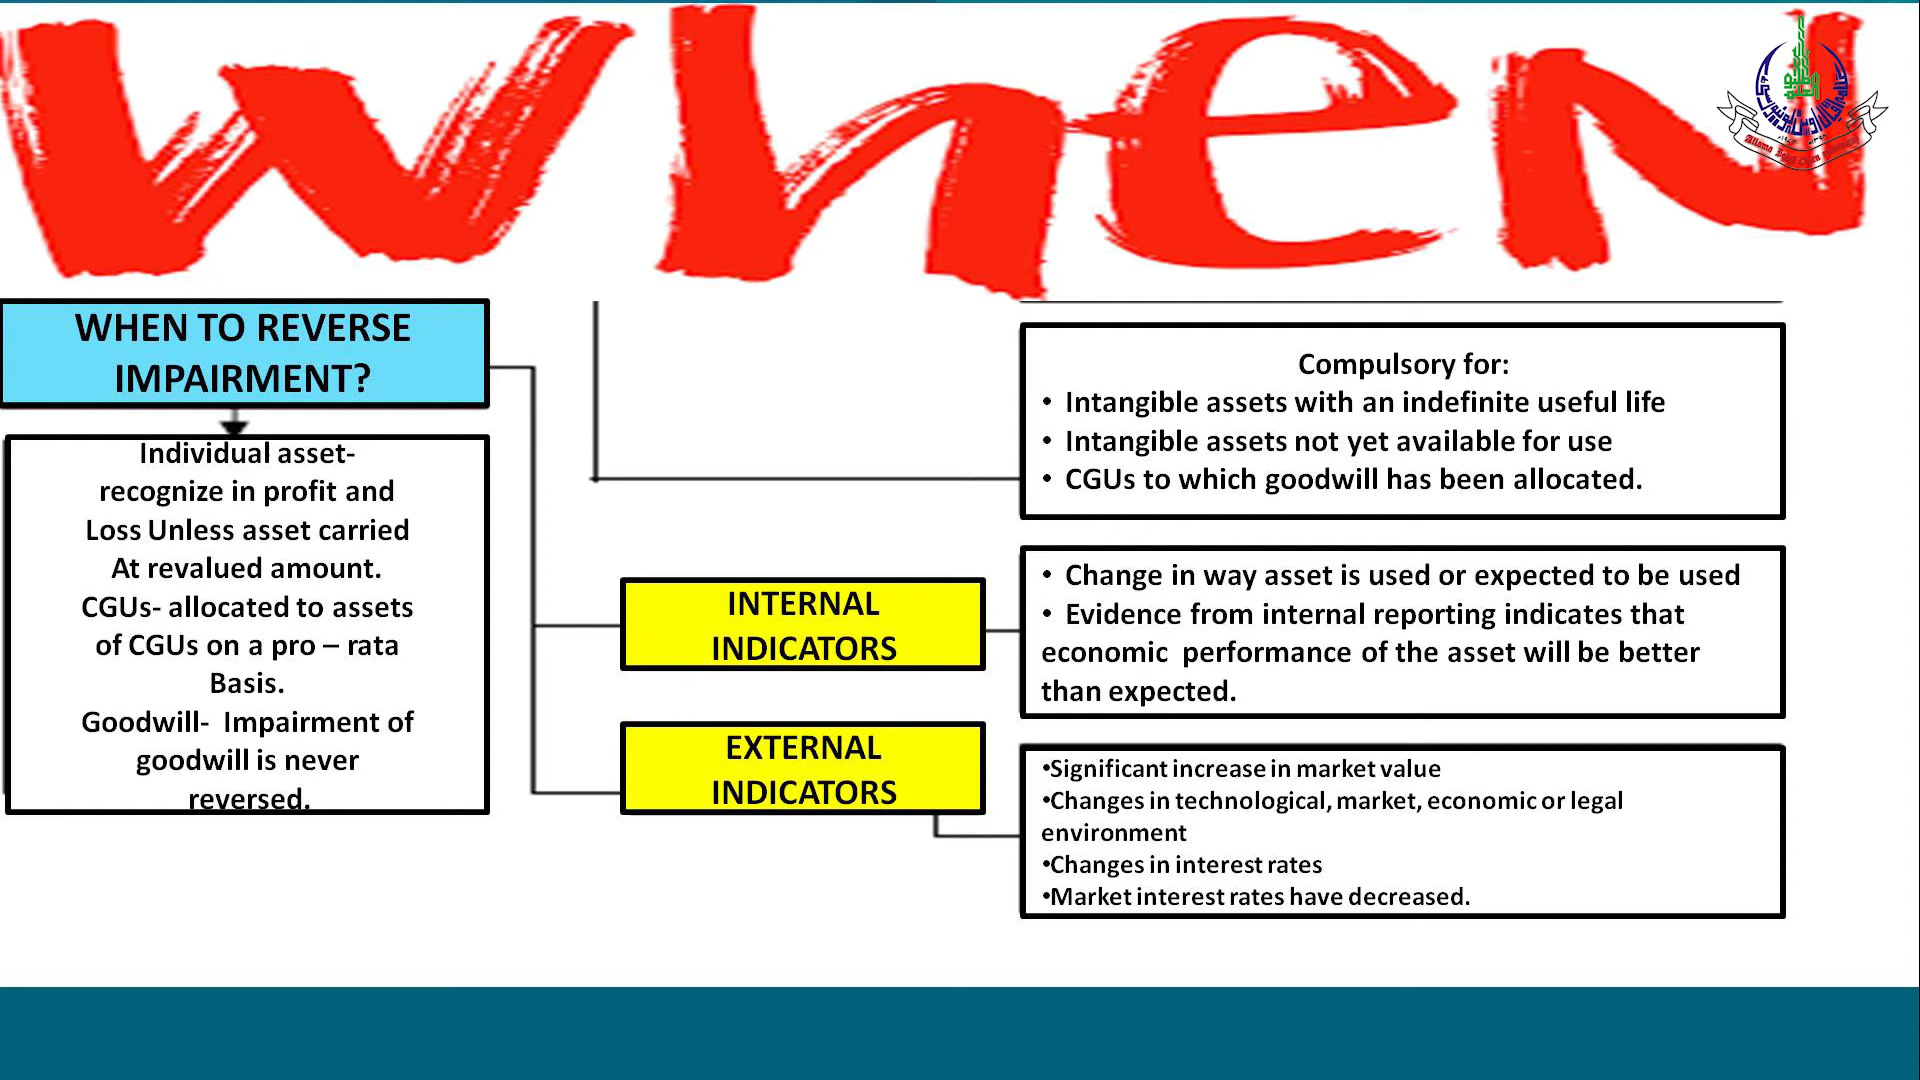 When
Allama Iqbal Open University
WHEN TO REVERSE
IMPAIRMENT?
Individual asset-
recognize in profit and
Loss Unless asset carried
At revalued amount.
CGUs- allocated to assets
of CGUs on a pro – rata
Basis.
Goodwill-  Impairment of
goodwill is never
reversed.
Compulsory for:
• Intangible assets with an indefinite useful life
• Intangible assets not yet available for use
• CGUs to which goodwill has been allocated.
INTERNAL
INDICATORS
• Change in way asset is used or expected to be used
• Evidence from internal reporting indicates that
economic  performance of the asset will be better
than expected.
EXTERNAL
INDICATORS
•Significant increase in market value
•Changes in technological, market, economic or legal
environment
•Changes in interest rates
•Market interest rates have decreased.